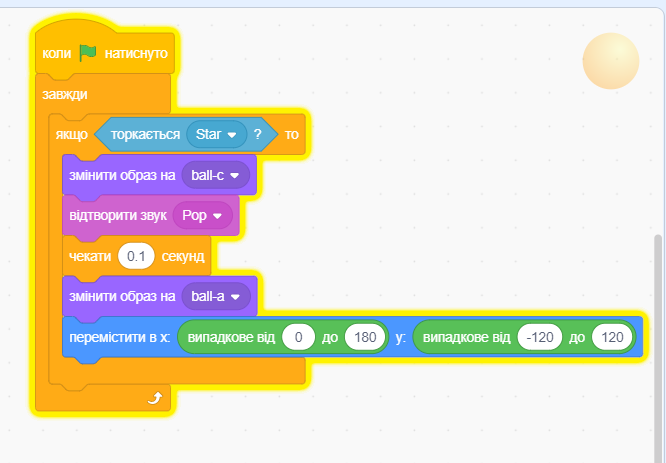 коли натиснуто
завжди
якщо торкається Star ? то
змінити образ на ball-c
відтворити звук Pop
чекати 0.1 секунд
змінити образ на ball-a
перемістити в x: випадкове від 0 до 180 y: випадкове від -120 до 120